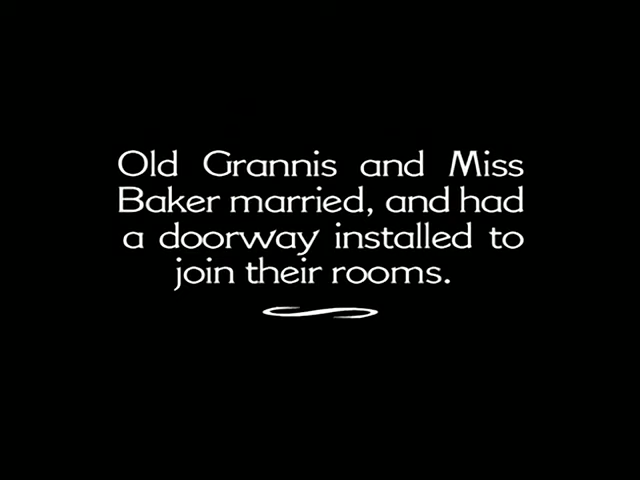 Old Grannis and Miss
Baker married, and had
a doorway installed to
join their rooms.